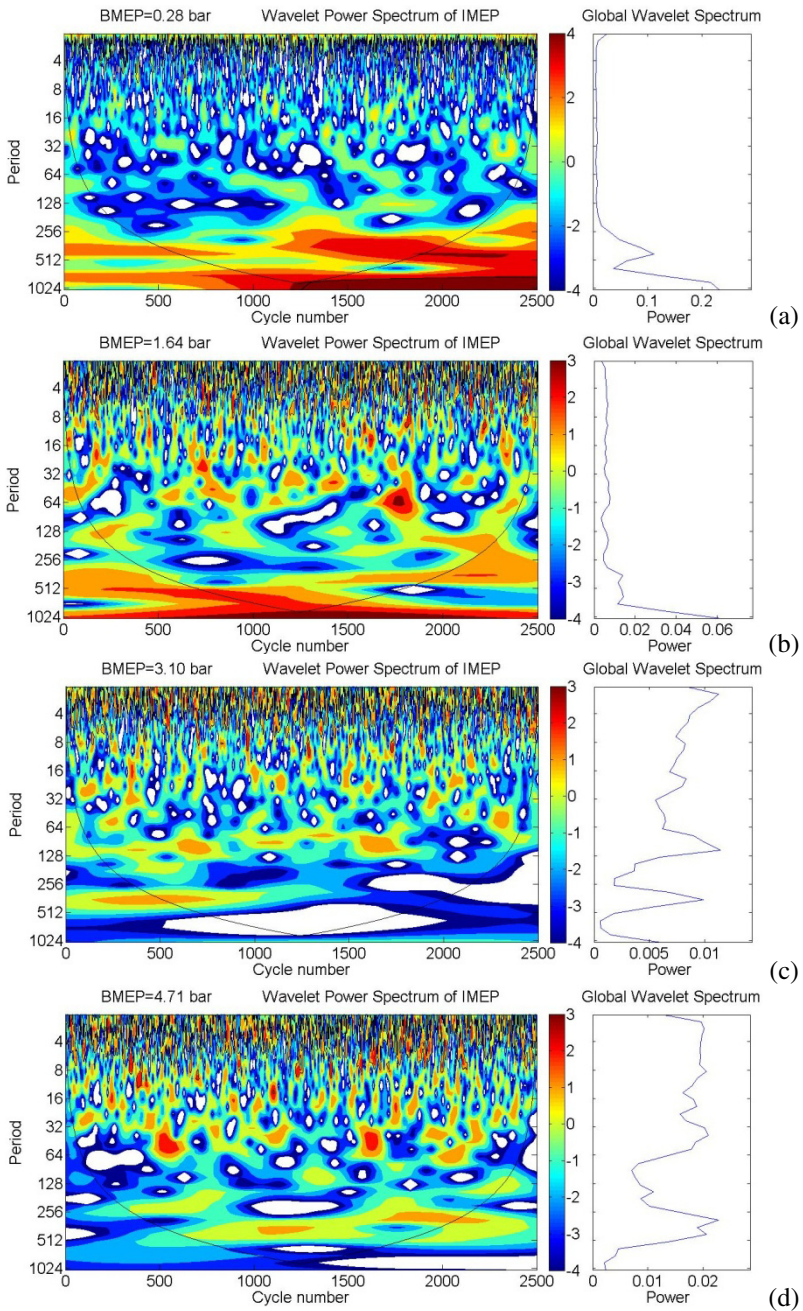 BMEP=0.28 bar Wavelet Power Spectrum of IMEP Global Wavelet Spectrum
4
4
3
8
2
16
1
Period
32
0
64
-1
128
-2
256
-3
512
1024
-4
0 500 1000 1500 2000 2500
0 0.1 0.2
Cycle number
Power
(a)
BMEP=1.64 bar Wavelet Power Spectrum of IMEP Global Wavelet Spectrum
3
4
2
8
1
16
Period
32
0
64
-1
128
-2
256
-3
512
1024
-4
0 500 1000 1500 2000 2500
0 0.02 0.04 0.06
Cycle number
Power
(b)
BMEP=3.10 bar Wavelet Power Spectrum of IMEP Global Wavelet Spectrum
3
4
2
8
1
16
Period
32
0
64
-1
128
-2
256
-3
512
1024
-4
0 500 1000 1500 2000 2500
0 0.005 0.01
Cycle number
Power
(c)
BMEP=4.71 bar Wavelet Power Spectrum of IMEP Global Wavelet Spectrum
3
4
2
8
1
16
Period
32
0
64
-1
128
-2
256
-3
512
1024
-4
0 500 1000 1500 2000 2500
0 0.01 0.02
Cycle number
Power
(d)